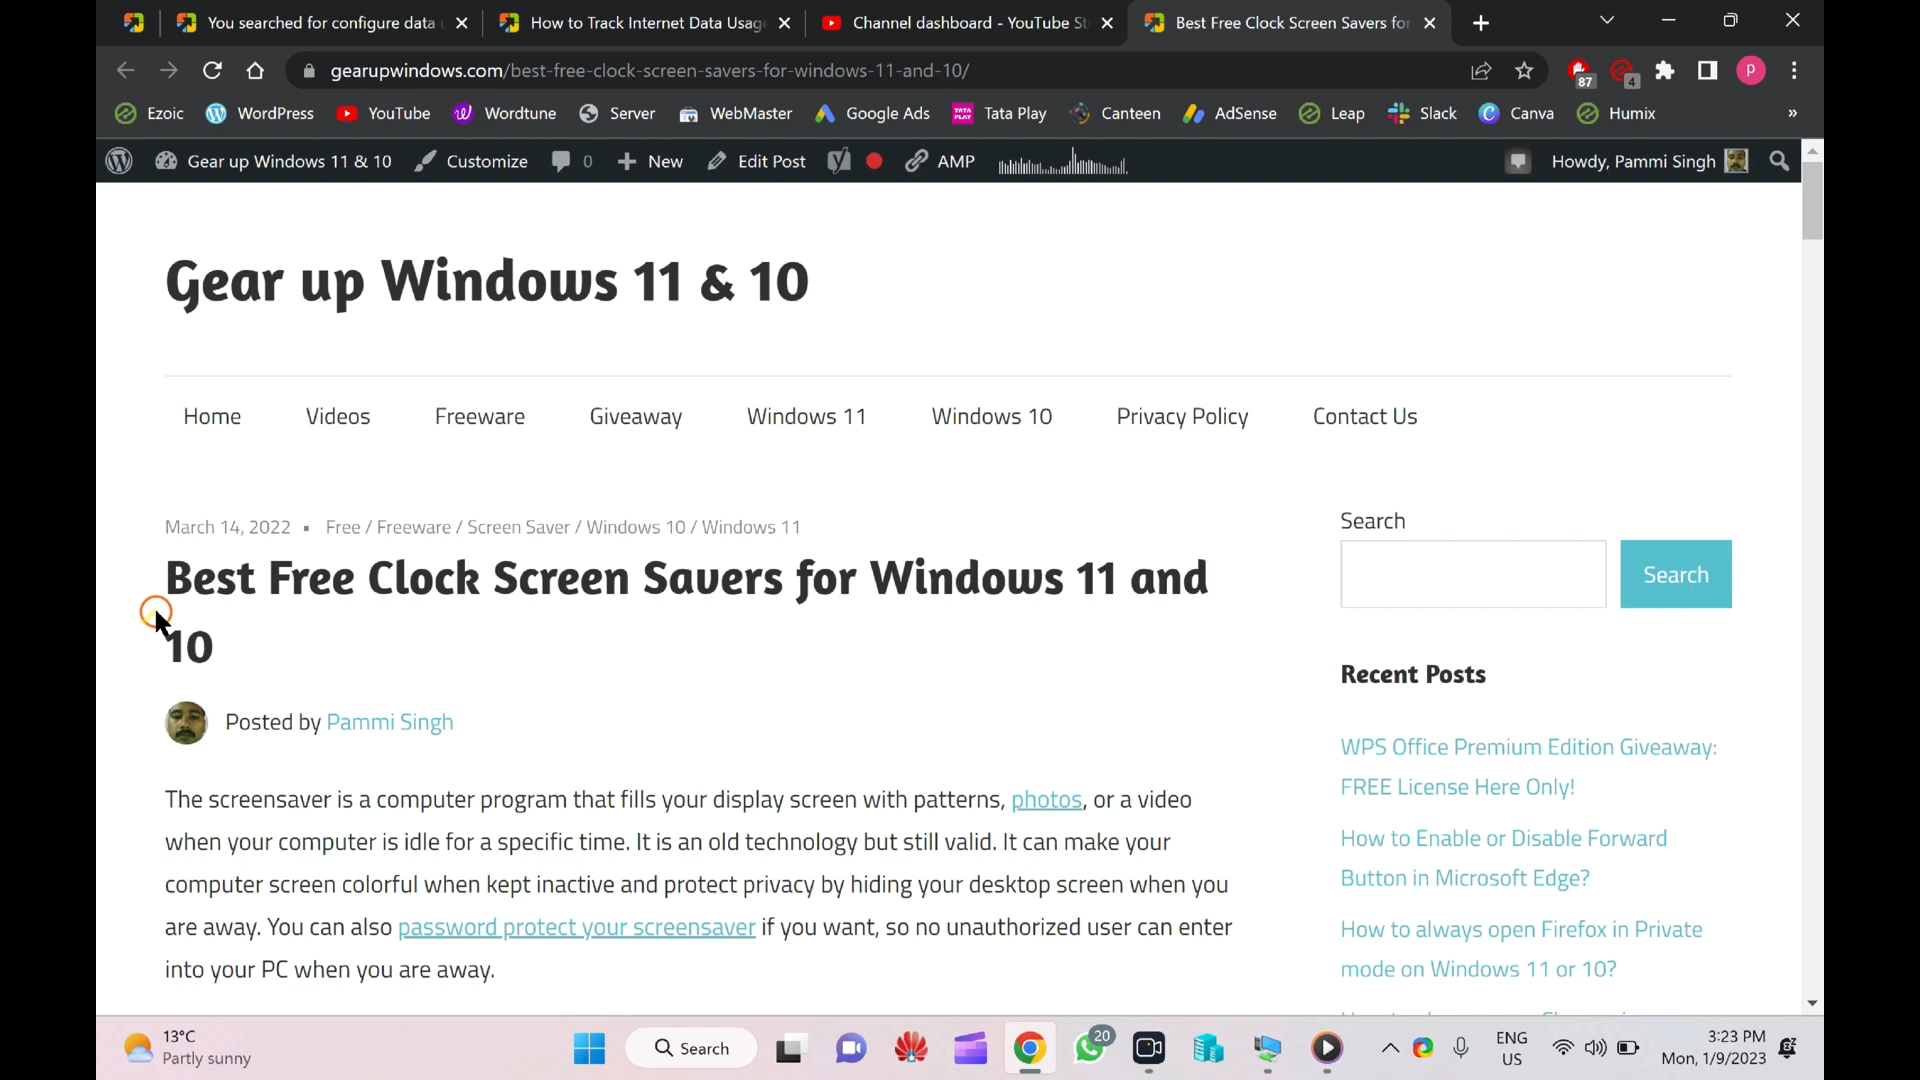 You searched for configure data
How to Track Internet Data Usag
Channel dashboard - YouTube St
Best Free Clock Screen Savers for
gearupwindows.com/best-free-clock-screen-savers-for-windows-11-and-10/
87
4
P
Ezoic
WordPress
YouTube
Wordtune
Server
WebMaster
Google Ads
TATA PLAY
Tata Play
Canteen
AdSense
Leap
Slack
Canva
Humix
»
Gear up Windows 11 & 10
Customize
0
New
Edit Post
AMP
Howdy, Pammi Singh
Gear up Windows 11 & 10
Home
Videos
Freeware
Giveaway
Windows 11
Windows 10
Privacy Policy
Contact Us
March 14, 2022 ▪ Free / Freeware / Screen Saver / Windows 10 / Windows 11
Best Free Clock Screen Savers for Windows 11 and
10
Posted by Pammi Singh
The screensaver is a computer program that fills your display screen with patterns, photos, or a video
when your computer is idle for a specific time. It is an old technology but still valid. It can make your
computer screen colorful when kept inactive and protect privacy by hiding your desktop screen when you
are away. You can also password protect your screensaver if you want, so no unauthorized user can enter
into your PC when you are away.
Search
Search
Recent Posts
WPS Office Premium Edition Giveaway:
FREE License Here Only!
How to Enable or Disable Forward
Button in Microsoft Edge?
How to always open Firefox in Private
mode on Windows 11 or 10?
13°C
Partly sunny
Search
20
ENG
US
3:23 PM
Mon, 1/9/2023